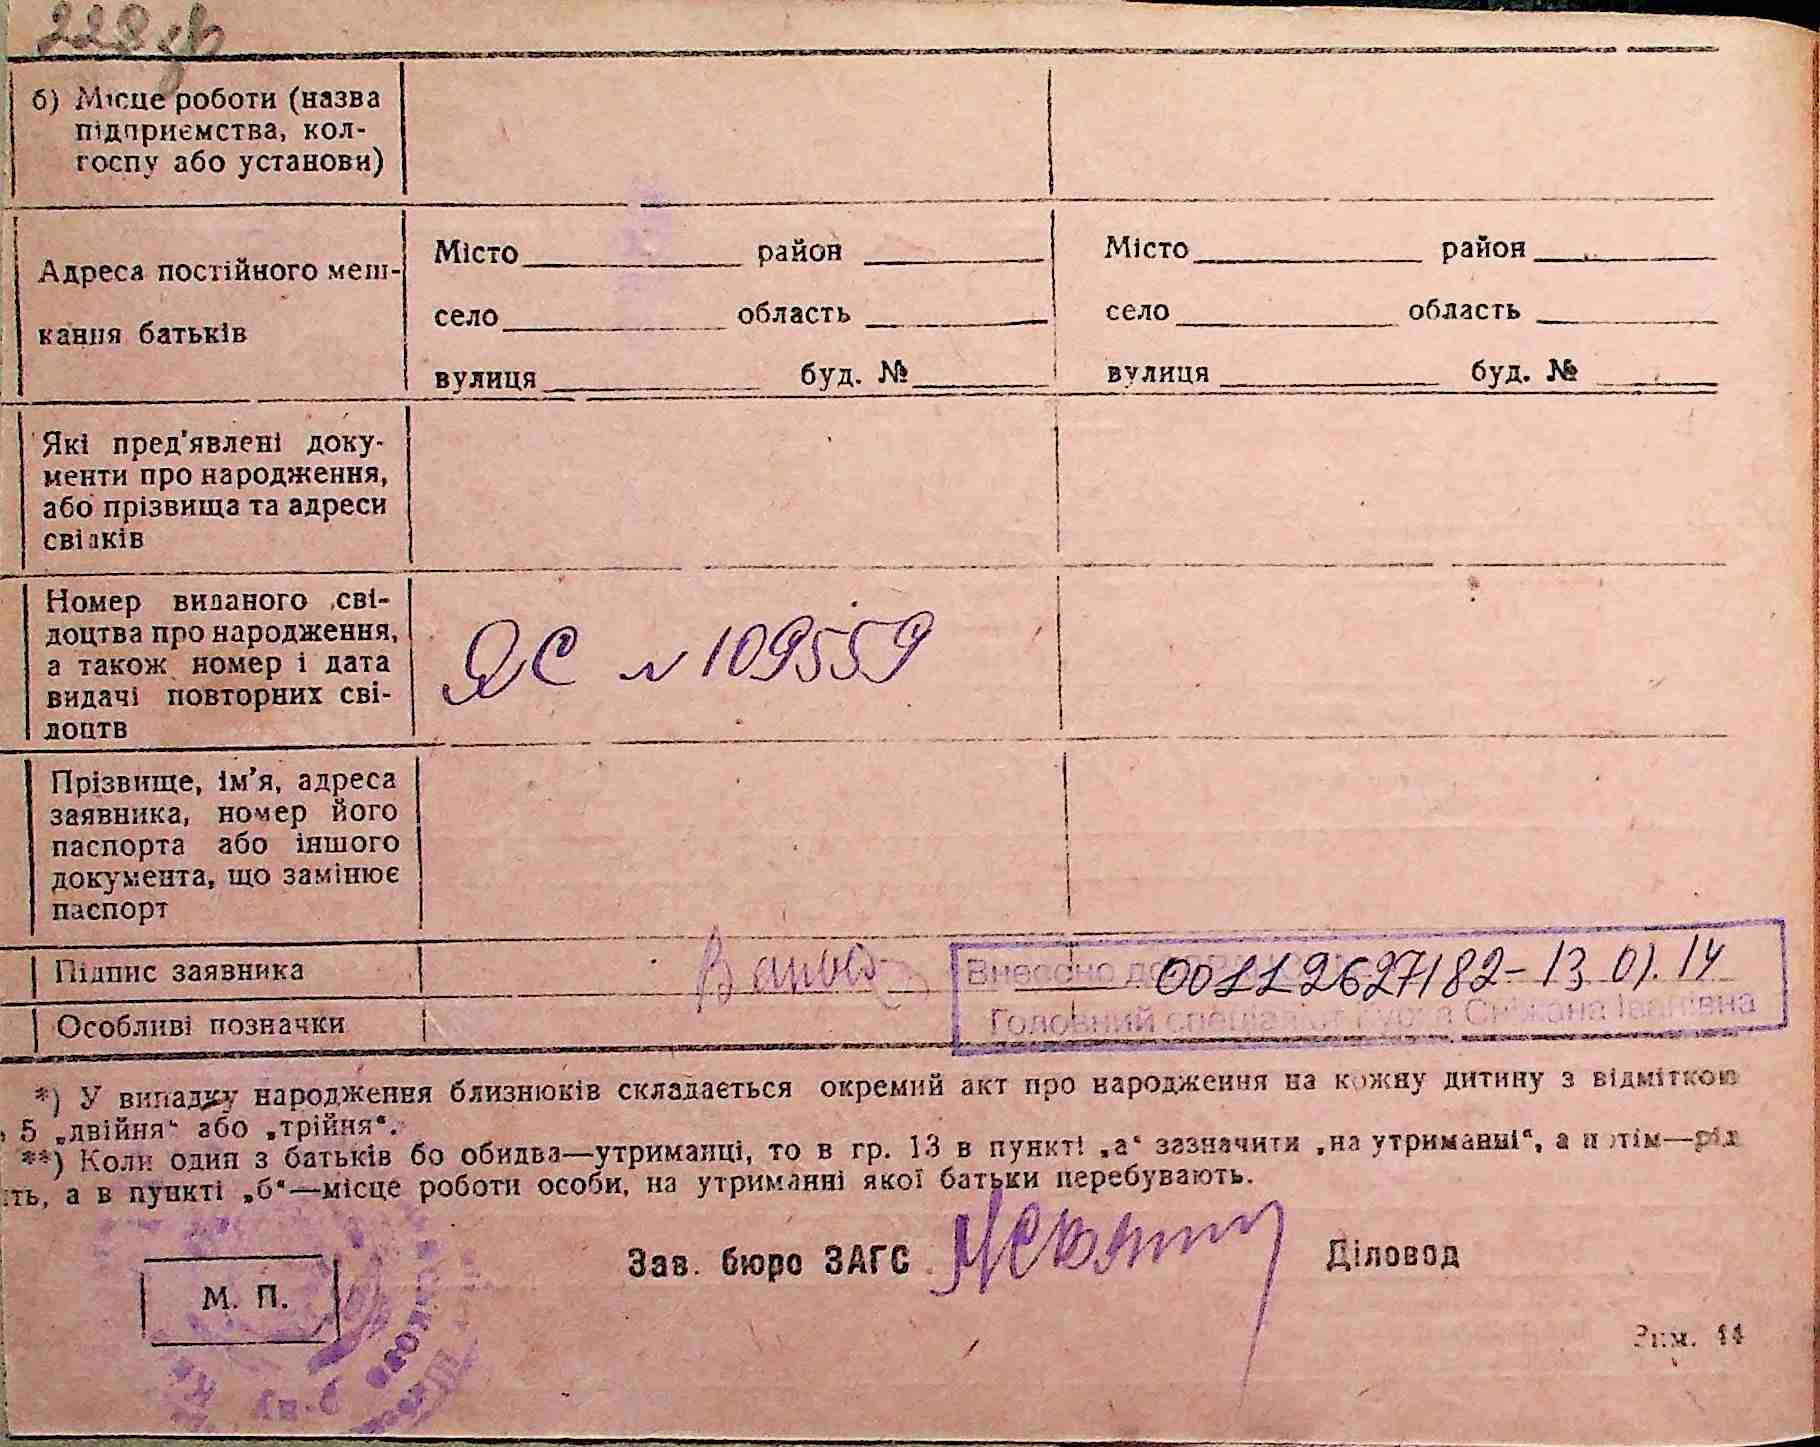 б) Місце роботи (назва
підприємства, кол-
госпу або установи)
Адреса постійного меш-
кання батьків
Місто район
село область
вулиця буд. №
Місто район
село область
вулиця буд. №
Які пред'явлені доку-
менти про народження,
або прізвища та адреси
свідків
Номер виданого сві-
доцтва про народження,
а також номер і дата
видачі повторних сві-
доцтв
ЯС № 109559
Прізвище, ім'я, адреса
заявника, номер його
паспорта або іншого
документа, що замінює
паспорт
Підпис заявника
Внесено до 00112627182-13.01.14
Особливі позначки
Головний спеціаліст Іванівна
*) У випадку народження близнюків складається окремий акт про народження на кожну дитину з відміткою
5 „двійня“ або „трійня“.
**) Коли один з батьків бо обидва—утриманці, то в гр. 13 в пункті „а“ зазначити „на утриманні“, а потім—рід
ть, а в пункті „б“—місце роботи особи, на утриманні якої батьки перебувають.
Зав. бюро ЗАГС Діловод
М. П.